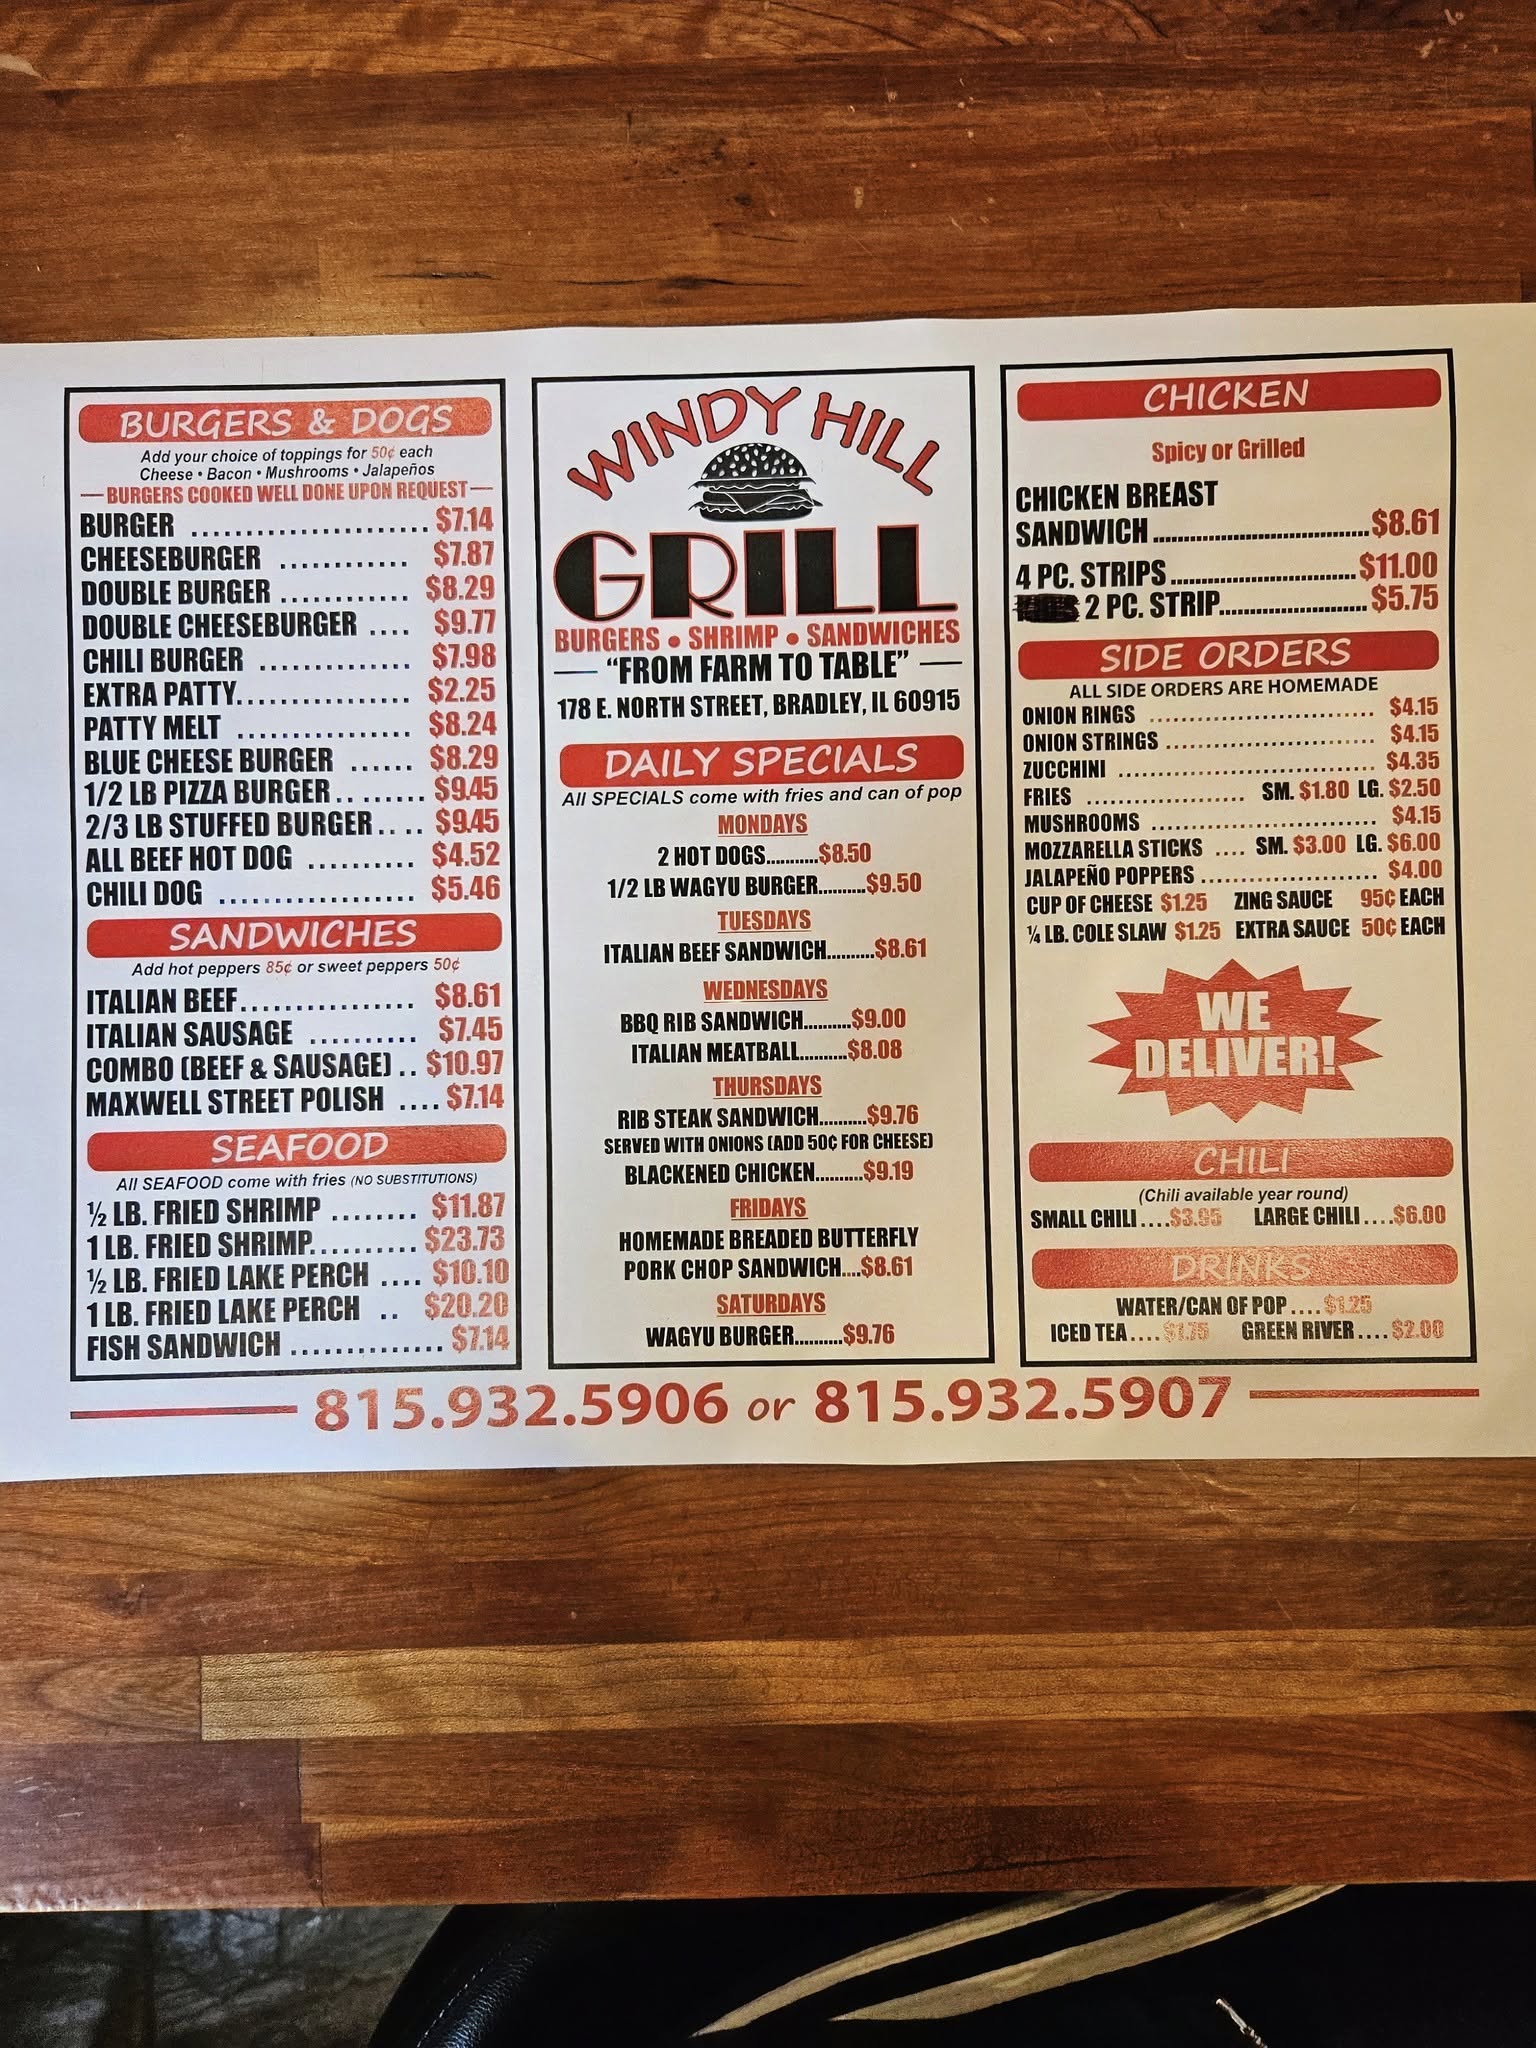 BURGERS & DOGS
Add your choice of toppings for 50¢ each
Cheese • Bacon • Mushrooms • Jalapeños
BURGERS COOKED WELL DONE UPON REQUEST
BURGER ........................ $7.14
CHEESEBURGER ............ $7.87
DOUBLE BURGER ............ $8.29
DOUBLE CHEESEBURGER .... $9.77
CHILI BURGER .............. $7.98
EXTRA PATTY................. $2.25
PATTY MELT ................ $8.24
BLUE CHEESE BURGER ...... $8.29
1/2 LB PIZZA BURGER........ $9.45
2/3 LB STUFFED BURGER.... $9.45
ALL BEEF HOT DOG .......... $4.52
CHILI DOG .................. $5.46
SANDWICHES
Add hot peppers 85¢ or sweet peppers 50¢
ITALIAN BEEF................ $8.61
ITALIAN SAUSAGE .......... $7.45
COMBO (BEEF & SAUSAGE) .. $10.97
MAXWELL STREET POLISH .... $7.14
SEAFOOD
All SEAFOOD come with fries (NO SUBSTITUTIONS)
½ LB. FRIED SHRIMP ........ $11.87
1 LB. FRIED SHRIMP.......... $23.73
½ LB. FRIED LAKE PERCH .... $10.10
1 LB. FRIED LAKE PERCH .. $20.20
FISH SANDWICH .............. $7.14
WINDY HILL
GRILL
BURGERS • SHRIMP • SANDWICHES
"FROM FARM TO TABLE"
178 E. NORTH STREET, BRADLEY, IL 60915
DAILY SPECIALS
All SPECIALS come with fries and can of pop
MONDAYS
2 HOT DOGS...........$8.50
1/2 LB WAGYU BURGER..........$9.50
TUESDAYS
ITALIAN BEEF SANDWICH..........$8.61
WEDNESDAYS
BBQ RIB SANDWICH..........$9.00
ITALIAN MEATBALL..........$8.08
THURSDAYS
RIB STEAK SANDWICH..........$9.76
SERVED WITH ONIONS (ADD 50¢ FOR CHEESE)
BLACKENED CHICKEN..........$9.19
FRIDAYS
HOMEMADE BREADED BUTTERFLY
PORK CHOP SANDWICH....$8.61
SATURDAYS
WAGYU BURGER..........$9.76
CHICKEN
Spicy or Grilled
CHICKEN BREAST
SANDWICH ....................................$8.61
4 PC. STRIPS...............................$11.00
2 PC. STRIP.........................$5.75
SIDE ORDERS
ALL SIDE ORDERS ARE HOMEMADE
ONION RINGS ............................ $4.15
ONION STRINGS .......................... $4.15
ZUCCHINI ................................ $4.35
FRIES .................... SM. $1.80 LG. $2.50
MUSHROOMS ............................ $4.15
MOZZARELLA STICKS .... SM. $3.00 LG. $6.00
JALAPEÑO POPPERS ...................... $4.00
CUP OF CHEESE $1.25 ZING SAUCE 95¢ EACH
¼ LB. COLE SLAW $1.25 EXTRA SAUCE 50¢ EACH
WE
DELIVER!
CHILI
(Chili available year round)
SMALL CHILI....$3.95 LARGE CHILI....$6.00
DRINKS
WATER/CAN OF POP....$1.25
ICED TEA....$1.75 GREEN RIVER....$2.00
815.932.5906 or 815.932.5907